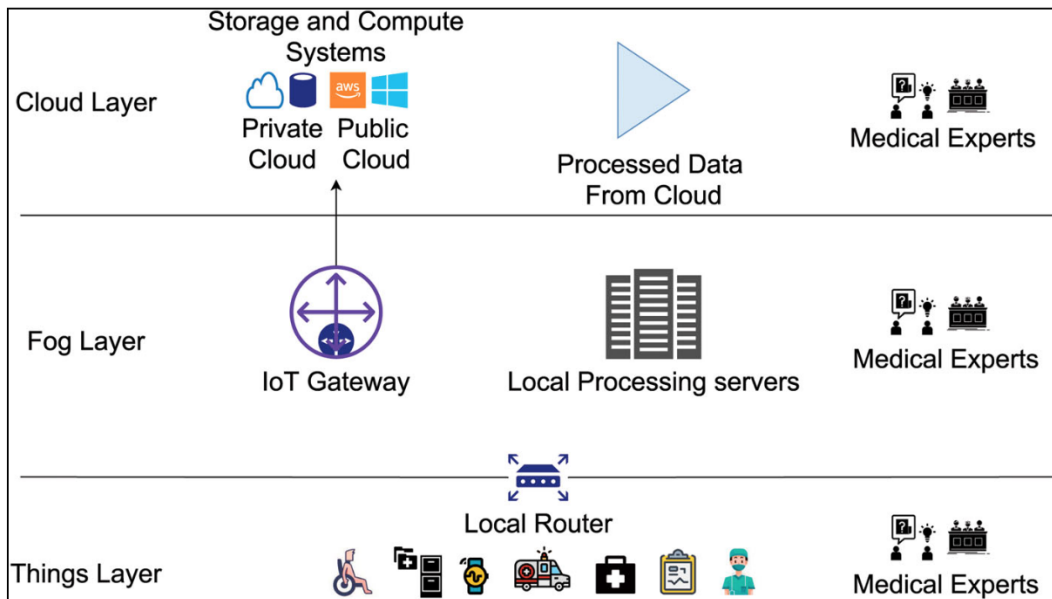 Storage and Compute
Systems
Cloud Layer
aws
Private Public
Cloud Cloud
Processed Data
From Cloud
?
Medical Experts
Fog Layer
IoT Gateway
Local Processing servers
?
Medical Experts
Local Router
Things Layer
?
Medical Experts